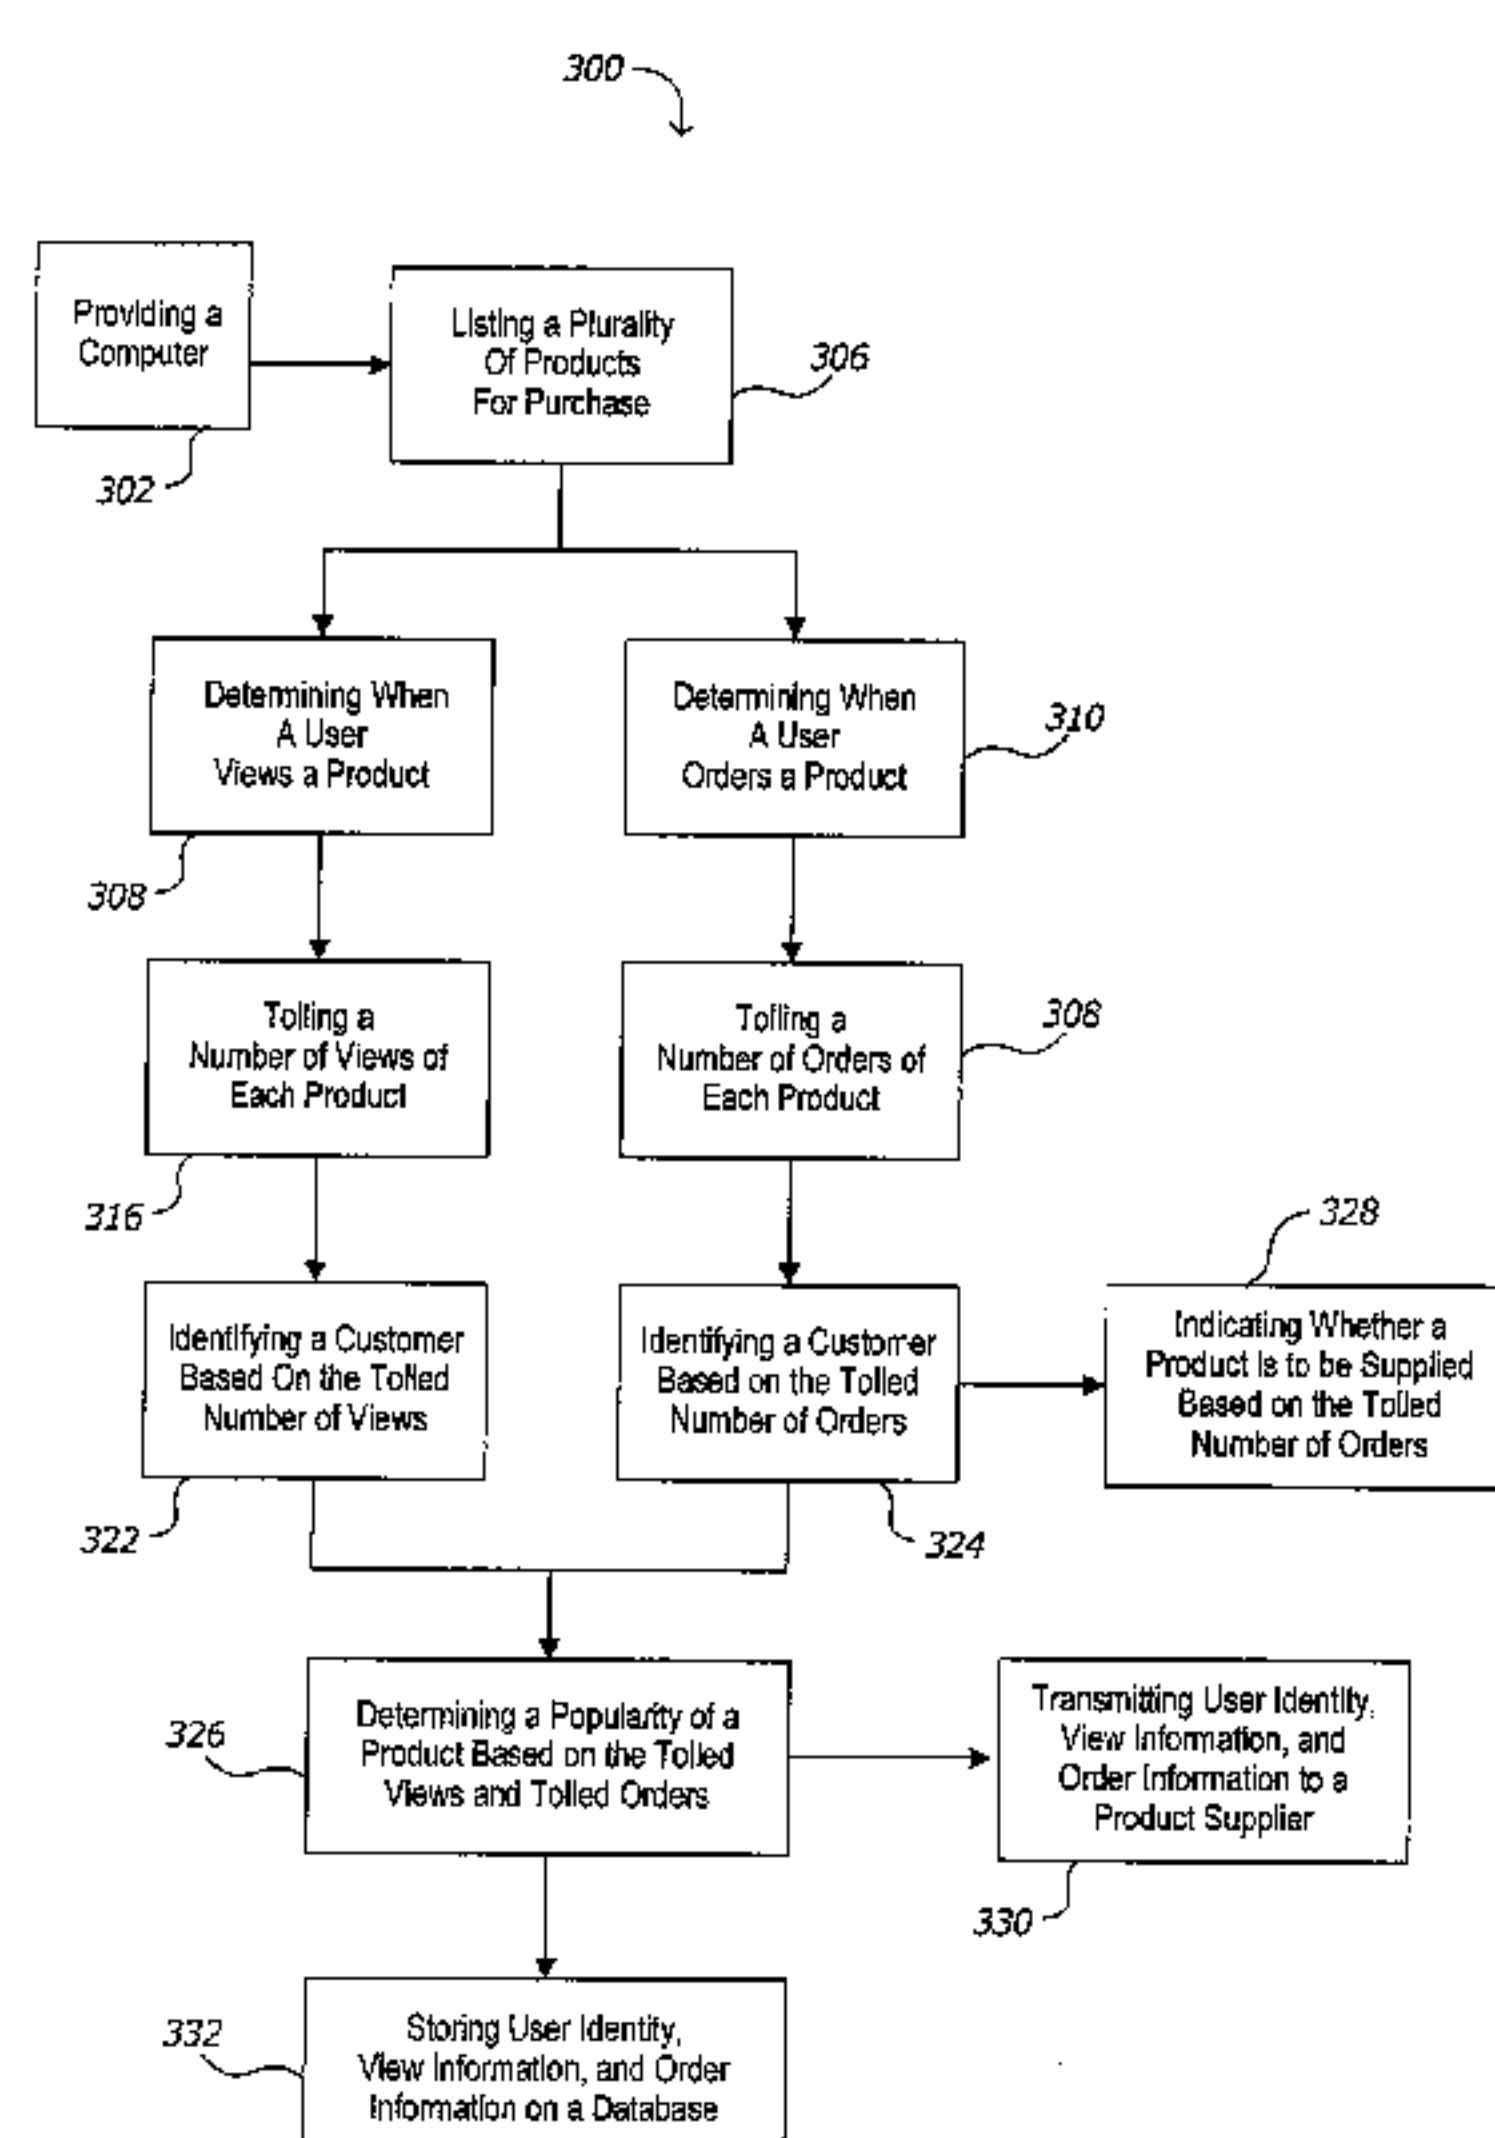 300
Providing a
Computer
302
Listing a Plurality
Of Products
For Purchase
306
Determining When
A User
Views a Product
308
Determining When
A User
Orders a Product
310
Tolling a
Number of Views of
Each Product
316
Tolling a
Number of Orders of
Each Product
308
Identifying a Customer
Based On the Tolled
Number of Views
322
Identifying a Customer
Based on the Tolled
Number of Orders
324
328
Indicating Whether a
Product Is to be Supplied
Based on the Tolled
Number of Orders
326
Determining a Popularity of a
Product Based on the Tolled
Views and Tolled Orders
Transmitting User Identity,
View Information, and
Order Information to a
Product Supplier
330
332
Storing User Identity,
View Information, and Order
Information on a Database